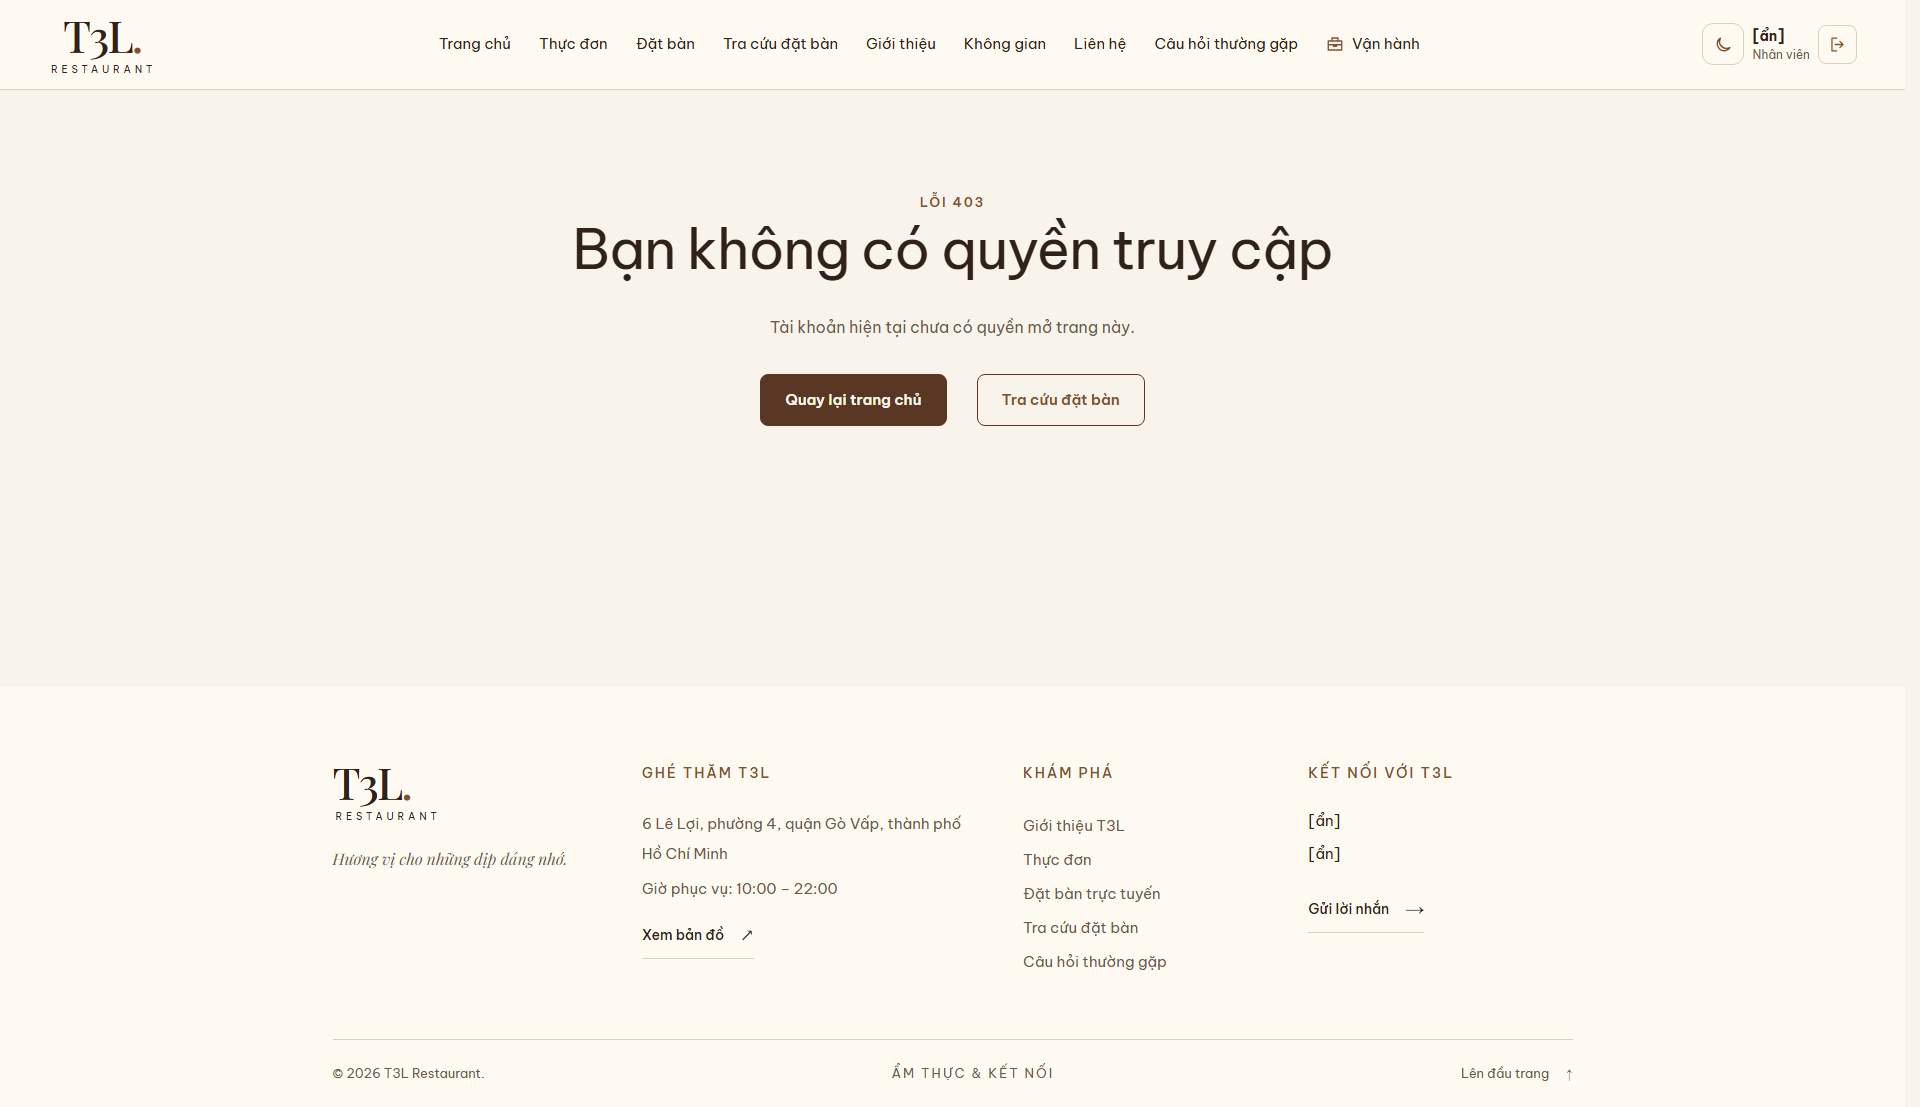 T3L.
RESTAURANT
Trang chủ
Thực đơn
Đặt bàn
Tra cứu đặt bàn
Giới thiệu
Không gian
Liên hệ
Câu hỏi thường gặp
Vận hành
[ẩn]
Nhân viên
LỖI 403
Bạn không có quyền truy cập
Tài khoản hiện tại chưa có quyền mở trang này.
Quay lại trang chủ
Tra cứu đặt bàn
T3L.
RESTAURANT
Hương vị cho những dịp đáng nhớ.
GHÉ THĂM T3L
6 Lê Lợi, phường 4, quận Gò Vấp, thành phố
Hồ Chí Minh
Giờ phục vụ: 10:00 – 22:00
Xem bản đồ ↗
KHÁM PHÁ
Giới thiệu T3L
Thực đơn
Đặt bàn trực tuyến
Tra cứu đặt bàn
Câu hỏi thường gặp
KẾT NỐI VỚI T3L
[ẩn]
[ẩn]
Gửi lời nhắn →
© 2026 T3L Restaurant.
ẨM THỰC & KẾT NỐI
Lên đầu trang ↑